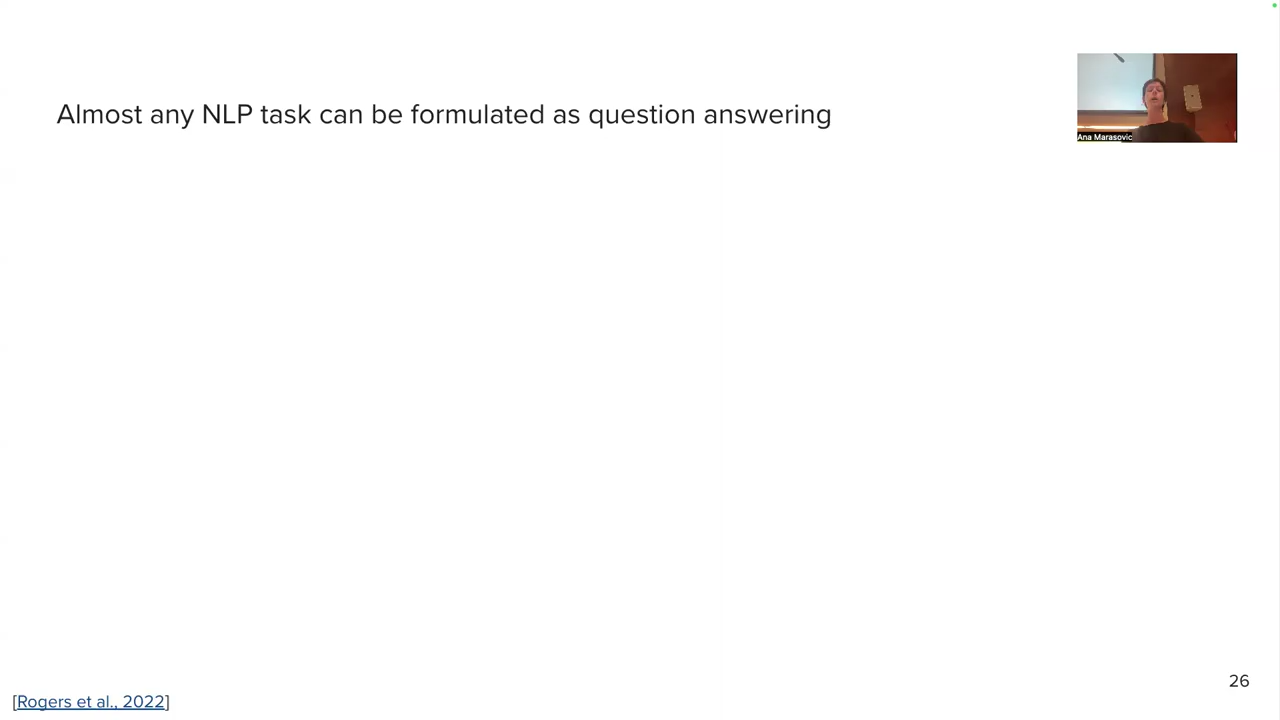 Almost any NLP task can be formulated as question answering
Ana Marasovic
26
[Rogers et al., 2022]